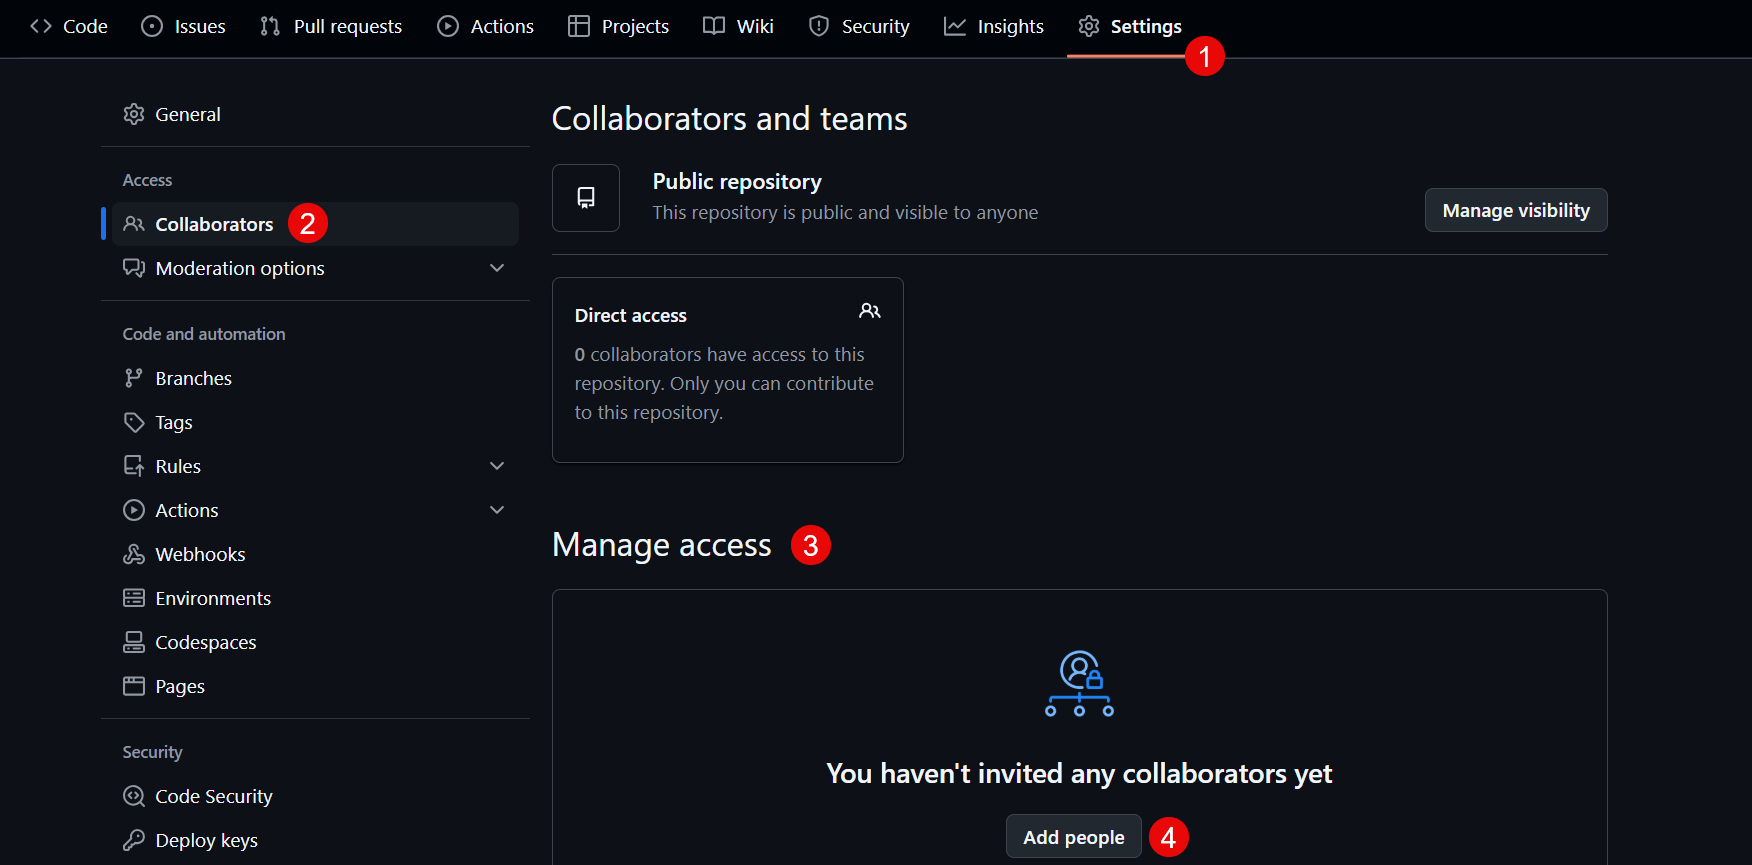 Code Issues Pull requests Actions Projects Wiki Security Insights Settings
1
General
Access
Collaborators 2
Moderation options
Code and automation
Branches
Tags
Rules
Actions
Webhooks
Environments
Codespaces
Pages
Security
Code Security
Deploy keys
Collaborators and teams
Public repository
This repository is public and visible to anyone
Manage visibility
Direct access
0 collaborators have access to this
repository. Only you can contribute
to this repository.
Manage access 3
You haven't invited any collaborators yet
Add people 4